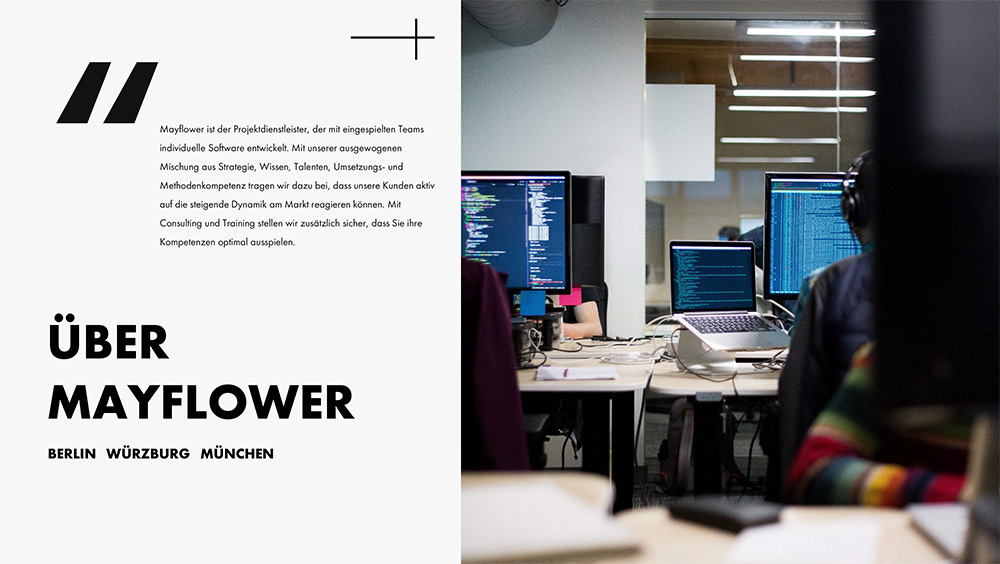 Mayflower ist der Projektdienstleister, der mit eingespielten Teams
individuelle Software entwickelt. Mit unserer ausgewogenen
Mischung aus Strategie, Wissen, Talenten, Umsetzungs- und
Methodenkompetenz tragen wir dazu bei, dass unsere Kunden aktiv
auf die steigende Dynamik am Markt reagieren können. Mit
Consulting und Training stellen wir zusätzlich sicher, dass Sie ihre
Kompetenzen optimal ausspielen.
ÜBER
MAYFLOWER
BERLIN WÜRZBURG MÜNCHEN